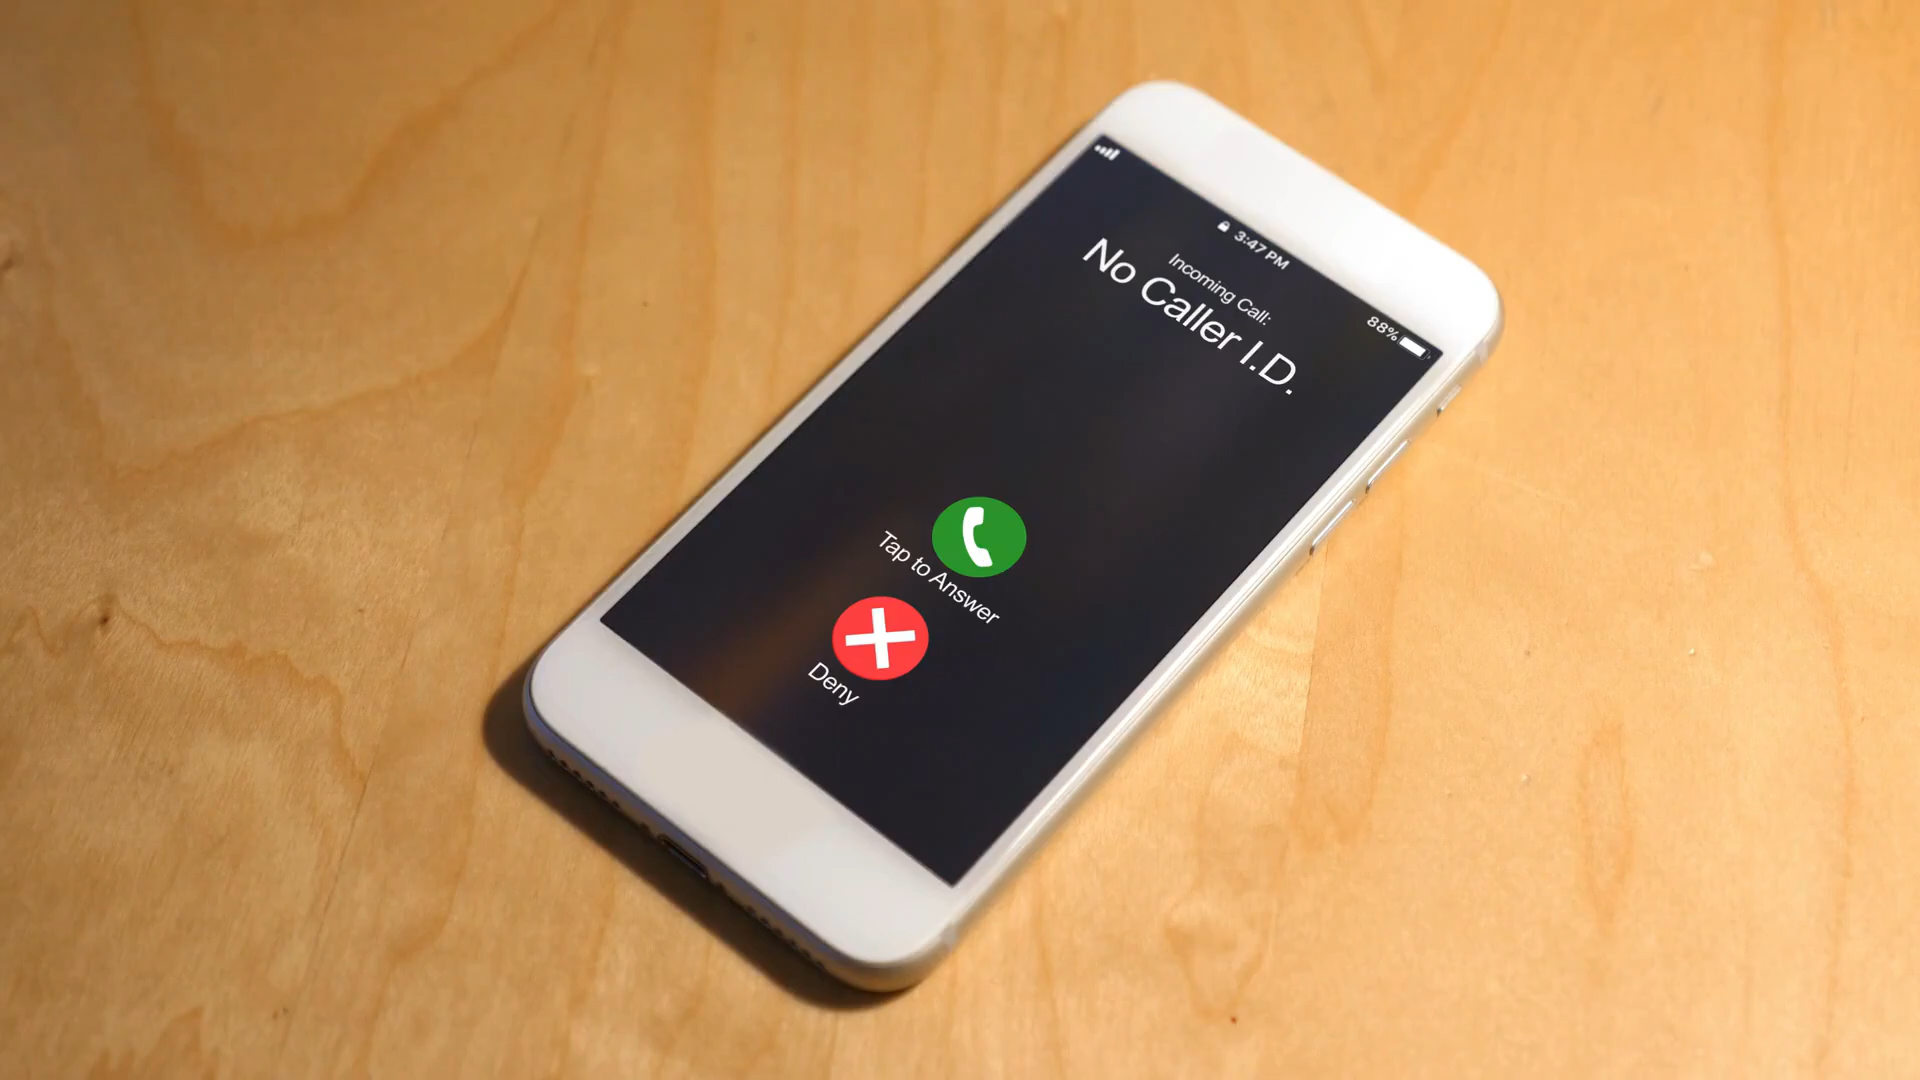 3:47 PM
88%
Incoming Call:
No Caller I.D.
Tap to Answer
Deny